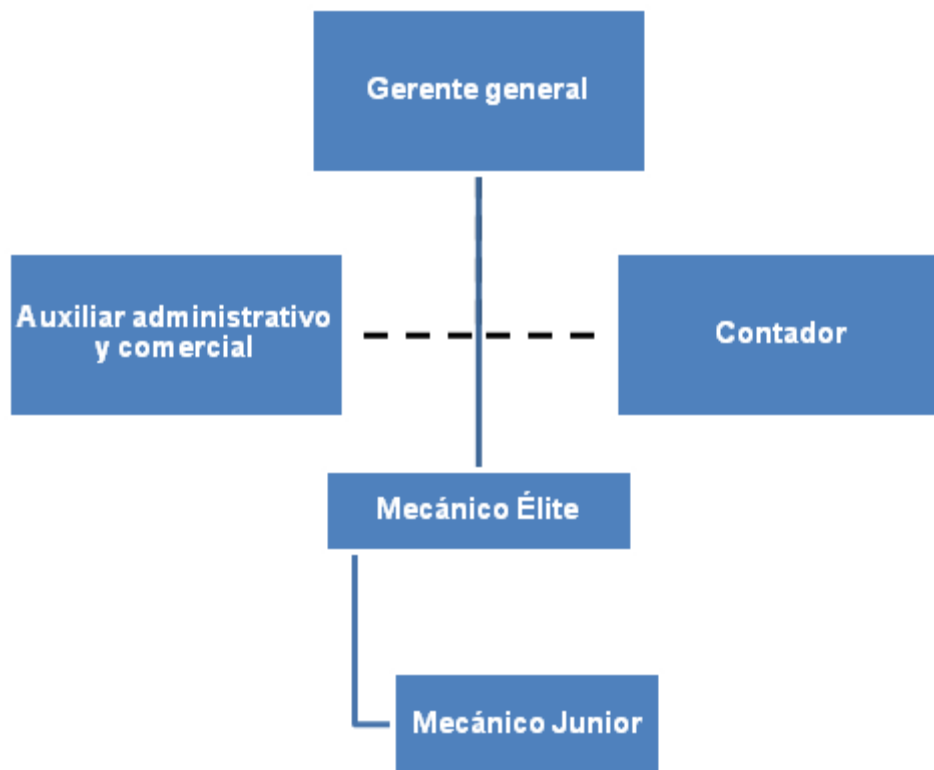 Gerente general
Auxiliar administrativo
y comercial
Contador
Mecánico Élite
Mecánico Junior